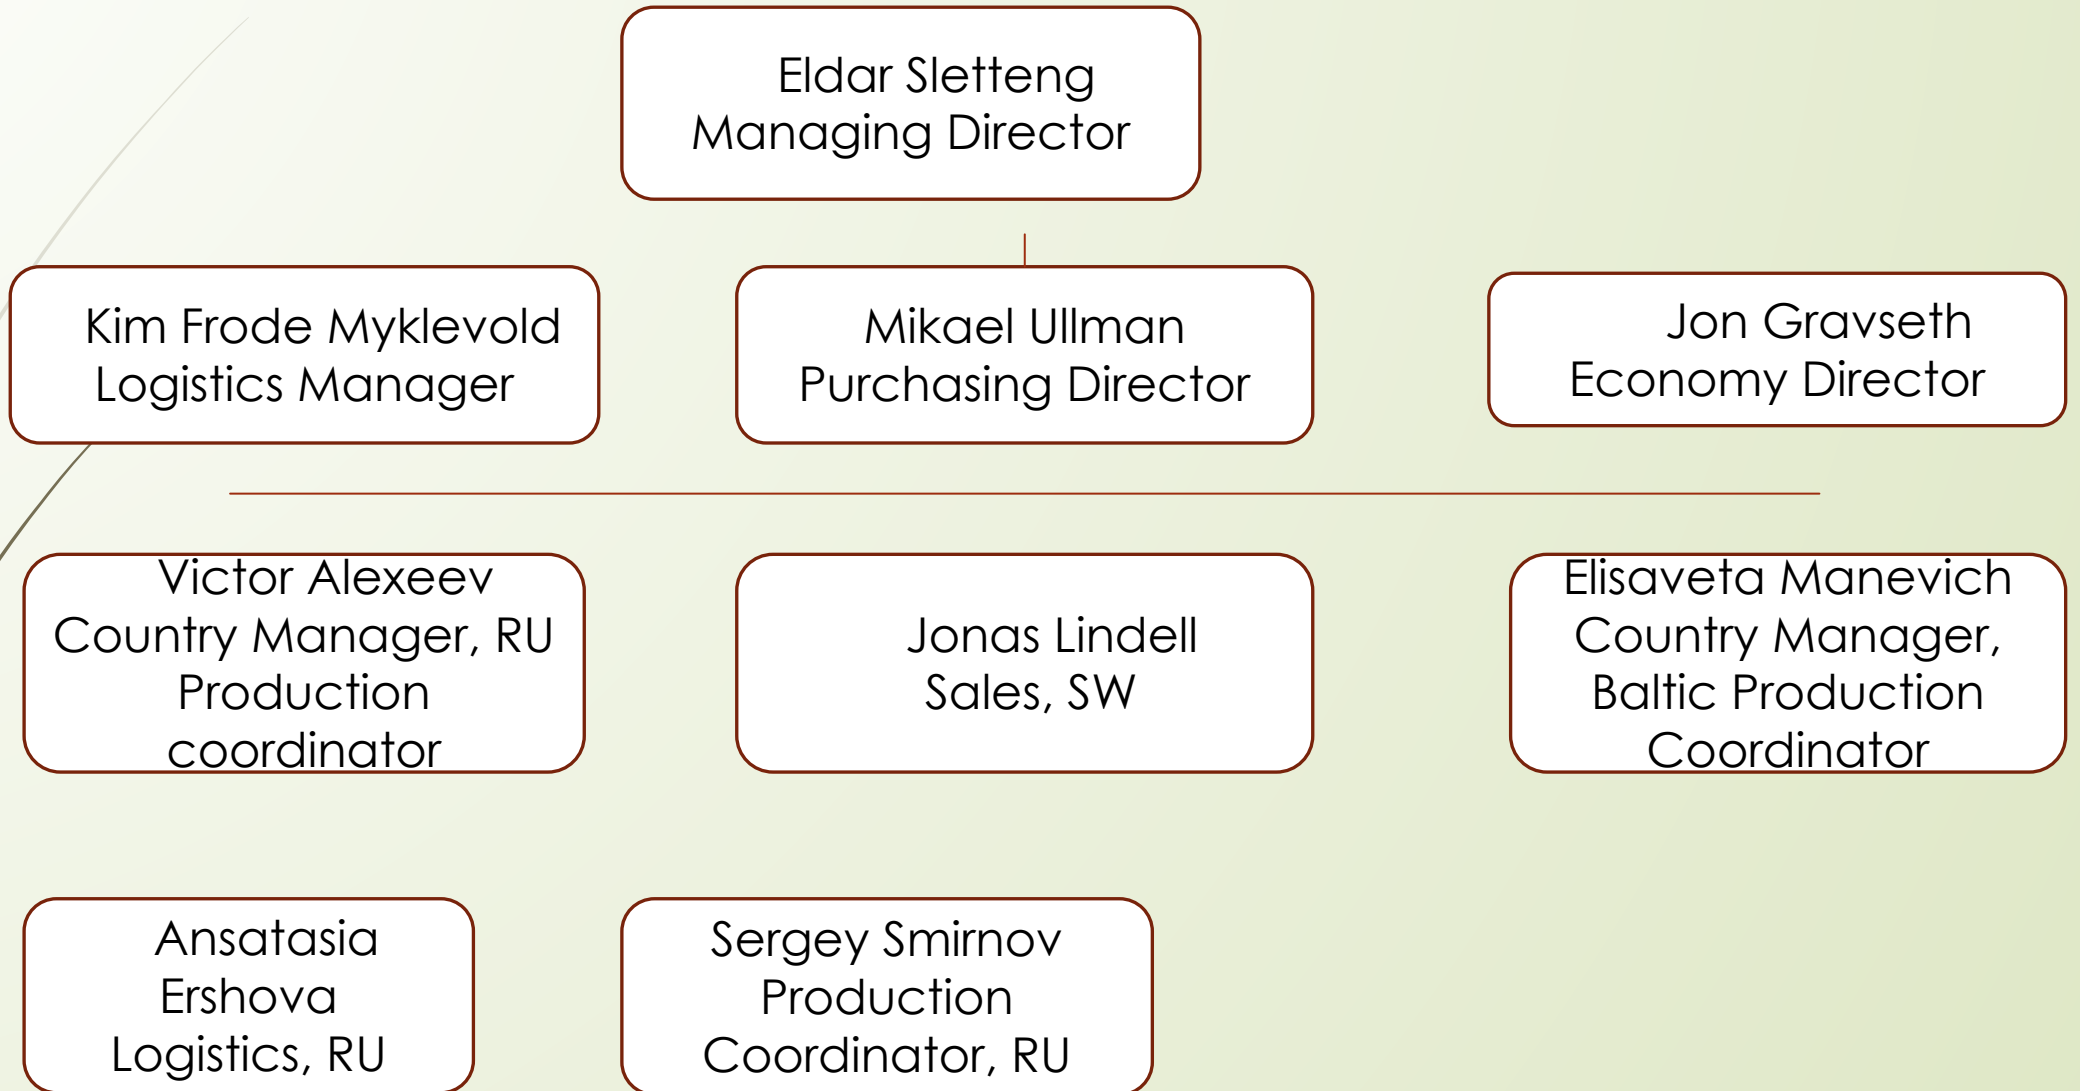 Eldar Sletteng
Managing Director
Kim Frode Myklevold
Logistics Manager
Mikael Ullman
Purchasing Director
Jon Gravseth
Economy Director
Victor Alexeev
Country Manager, RU
Production
coordinator
Jonas Lindell
Sales, SW
Elisaveta Manevich
Country Manager,
Baltic Production
Coordinator
Ansatasia
Ershova
Logistics, RU
Sergey Smirnov
Production
Coordinator, RU